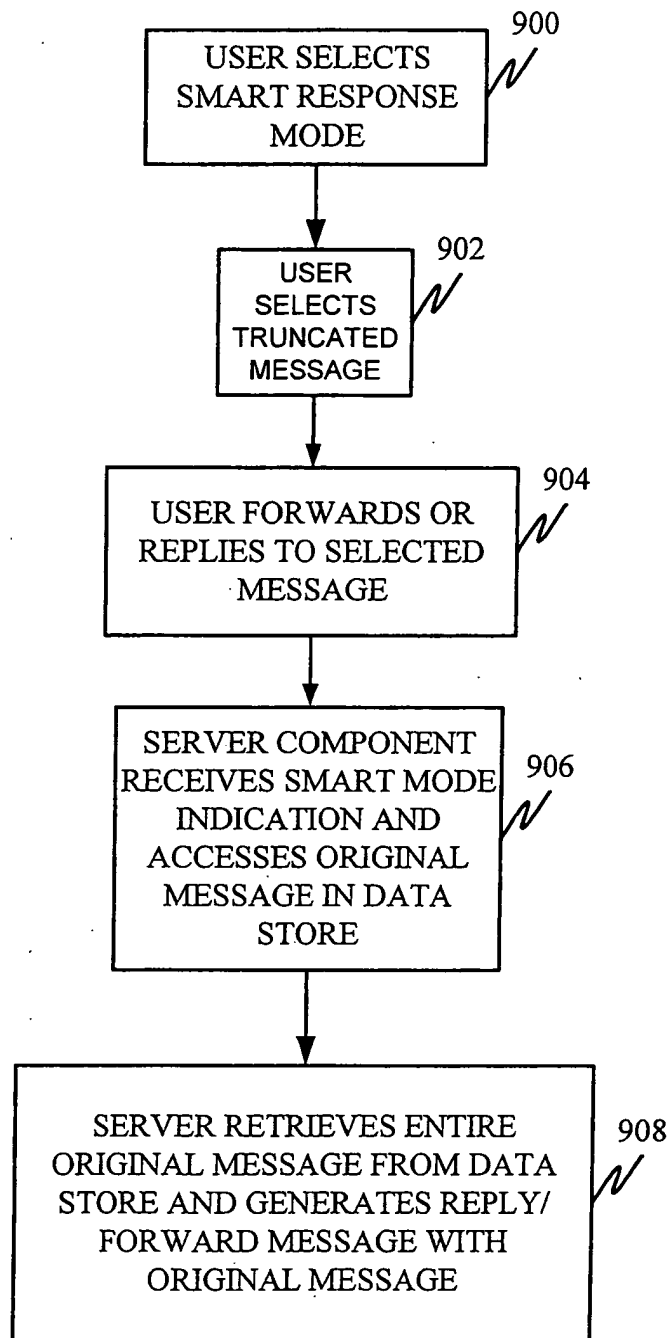 900
USER SELECTS
SMART RESPONSE
MODE
902
USER
SELECTS
TRUNCATED
MESSAGE
904
USER FORWARDS OR
REPLIES TO SELECTED
MESSAGE
906
SERVER COMPONENT
RECEIVES SMART MODE
INDICATION AND
ACCESSES ORIGINAL
MESSAGE IN DATA
STORE
908
SERVER RETRIEVES ENTIRE
ORIGINAL MESSAGE FROM DATA
STORE AND GENERATES REPLY/
FORWARD MESSAGE WITH
ORIGINAL MESSAGE